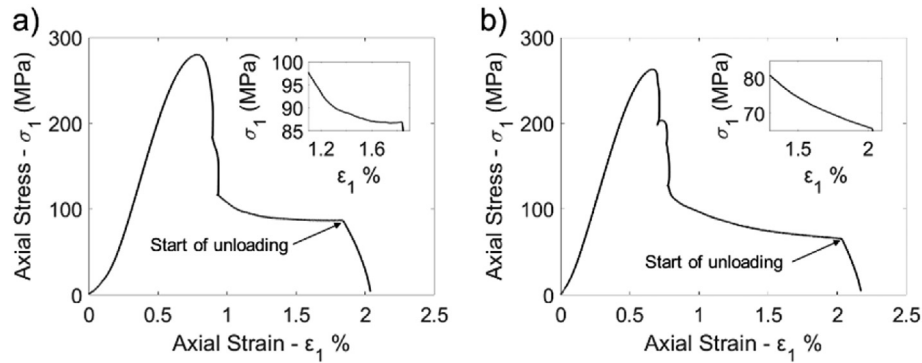 a)
300
200
100
0
Axial Stress - σ1 (MPa)
0 0.5 1 1.5 2 2.5
Axial Strain - ε1 %
Start of unloading
100
95
90
85
σ1 (MPa)
1.2 1.6
ε1 %
b)
300
200
100
0
Axial Stress - σ1 (MPa)
0 0.5 1 1.5 2 2.5
Axial Strain - ε1 %
Start of unloading
80
70
σ1 (MPa)
1.5 2
ε1 %